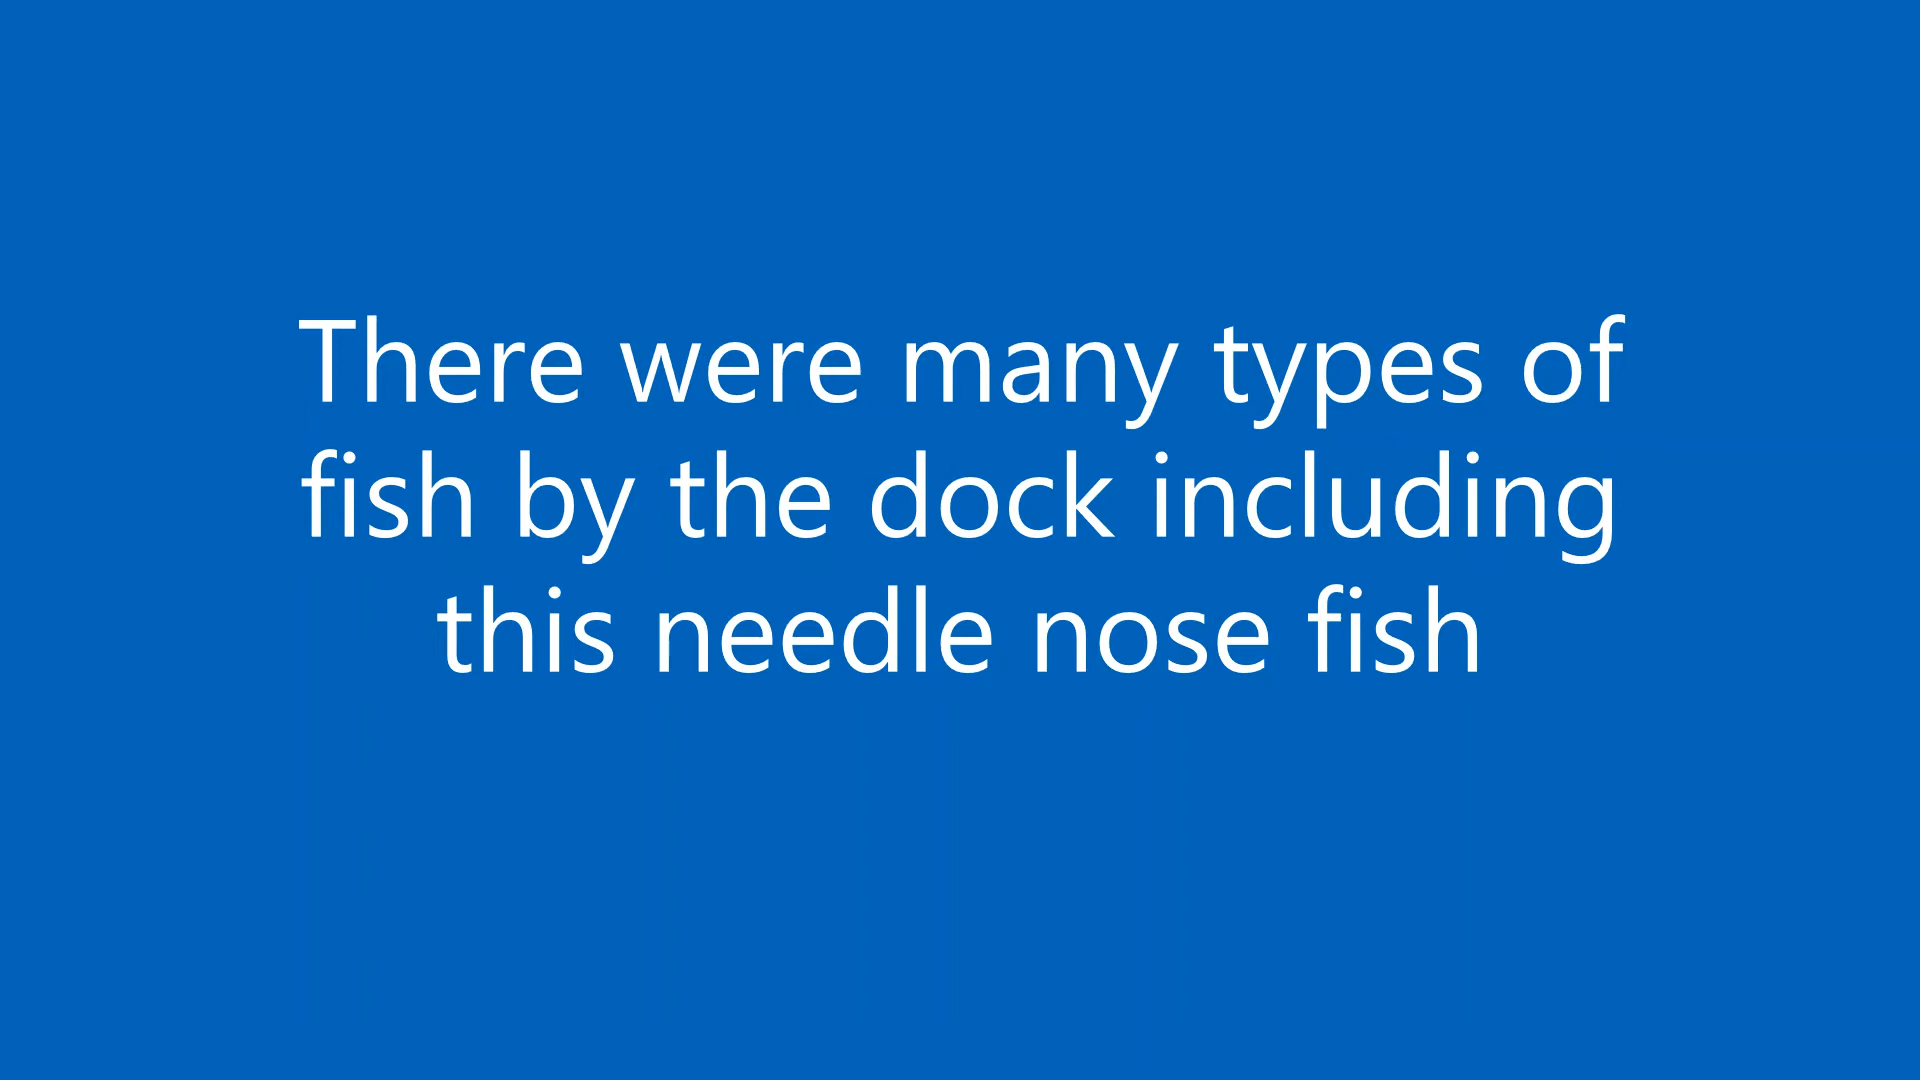 There were many types of
fish by the dock including
this needle nose fish